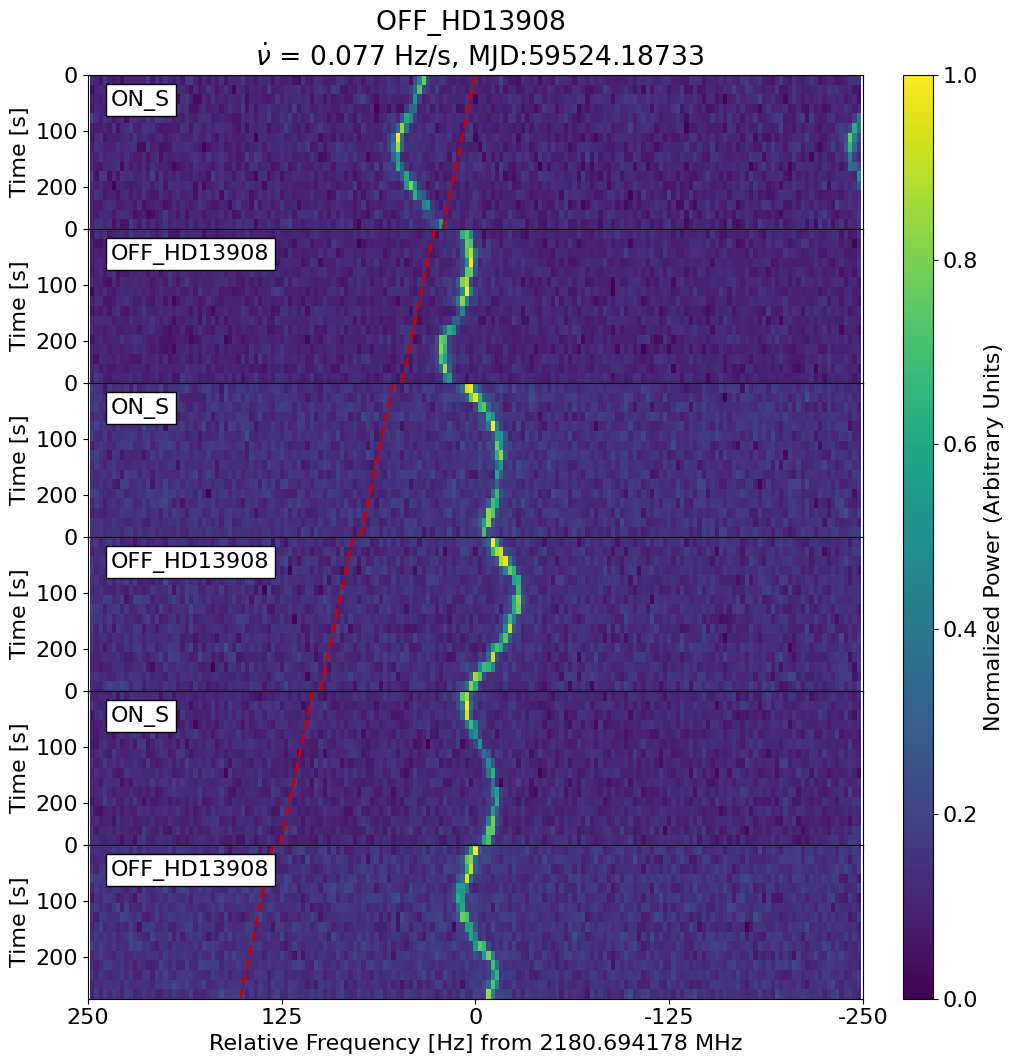 OFF_HD13908
ν̇ = 0.077 Hz/s, MJD:59524.18733
0
ON_S
100
200
Time [s]
0
OFF_HD13908
100
200
Time [s]
0
ON_S
100
200
Time [s]
0
OFF_HD13908
100
200
Time [s]
0
ON_S
100
200
Time [s]
0
OFF_HD13908
100
200
Time [s]
250 125 0 -125 -250
Relative Frequency [Hz] from 2180.694178 MHz
1.0
0.8
0.6
0.4
0.2
0.0
Normalized Power (Arbitrary Units)